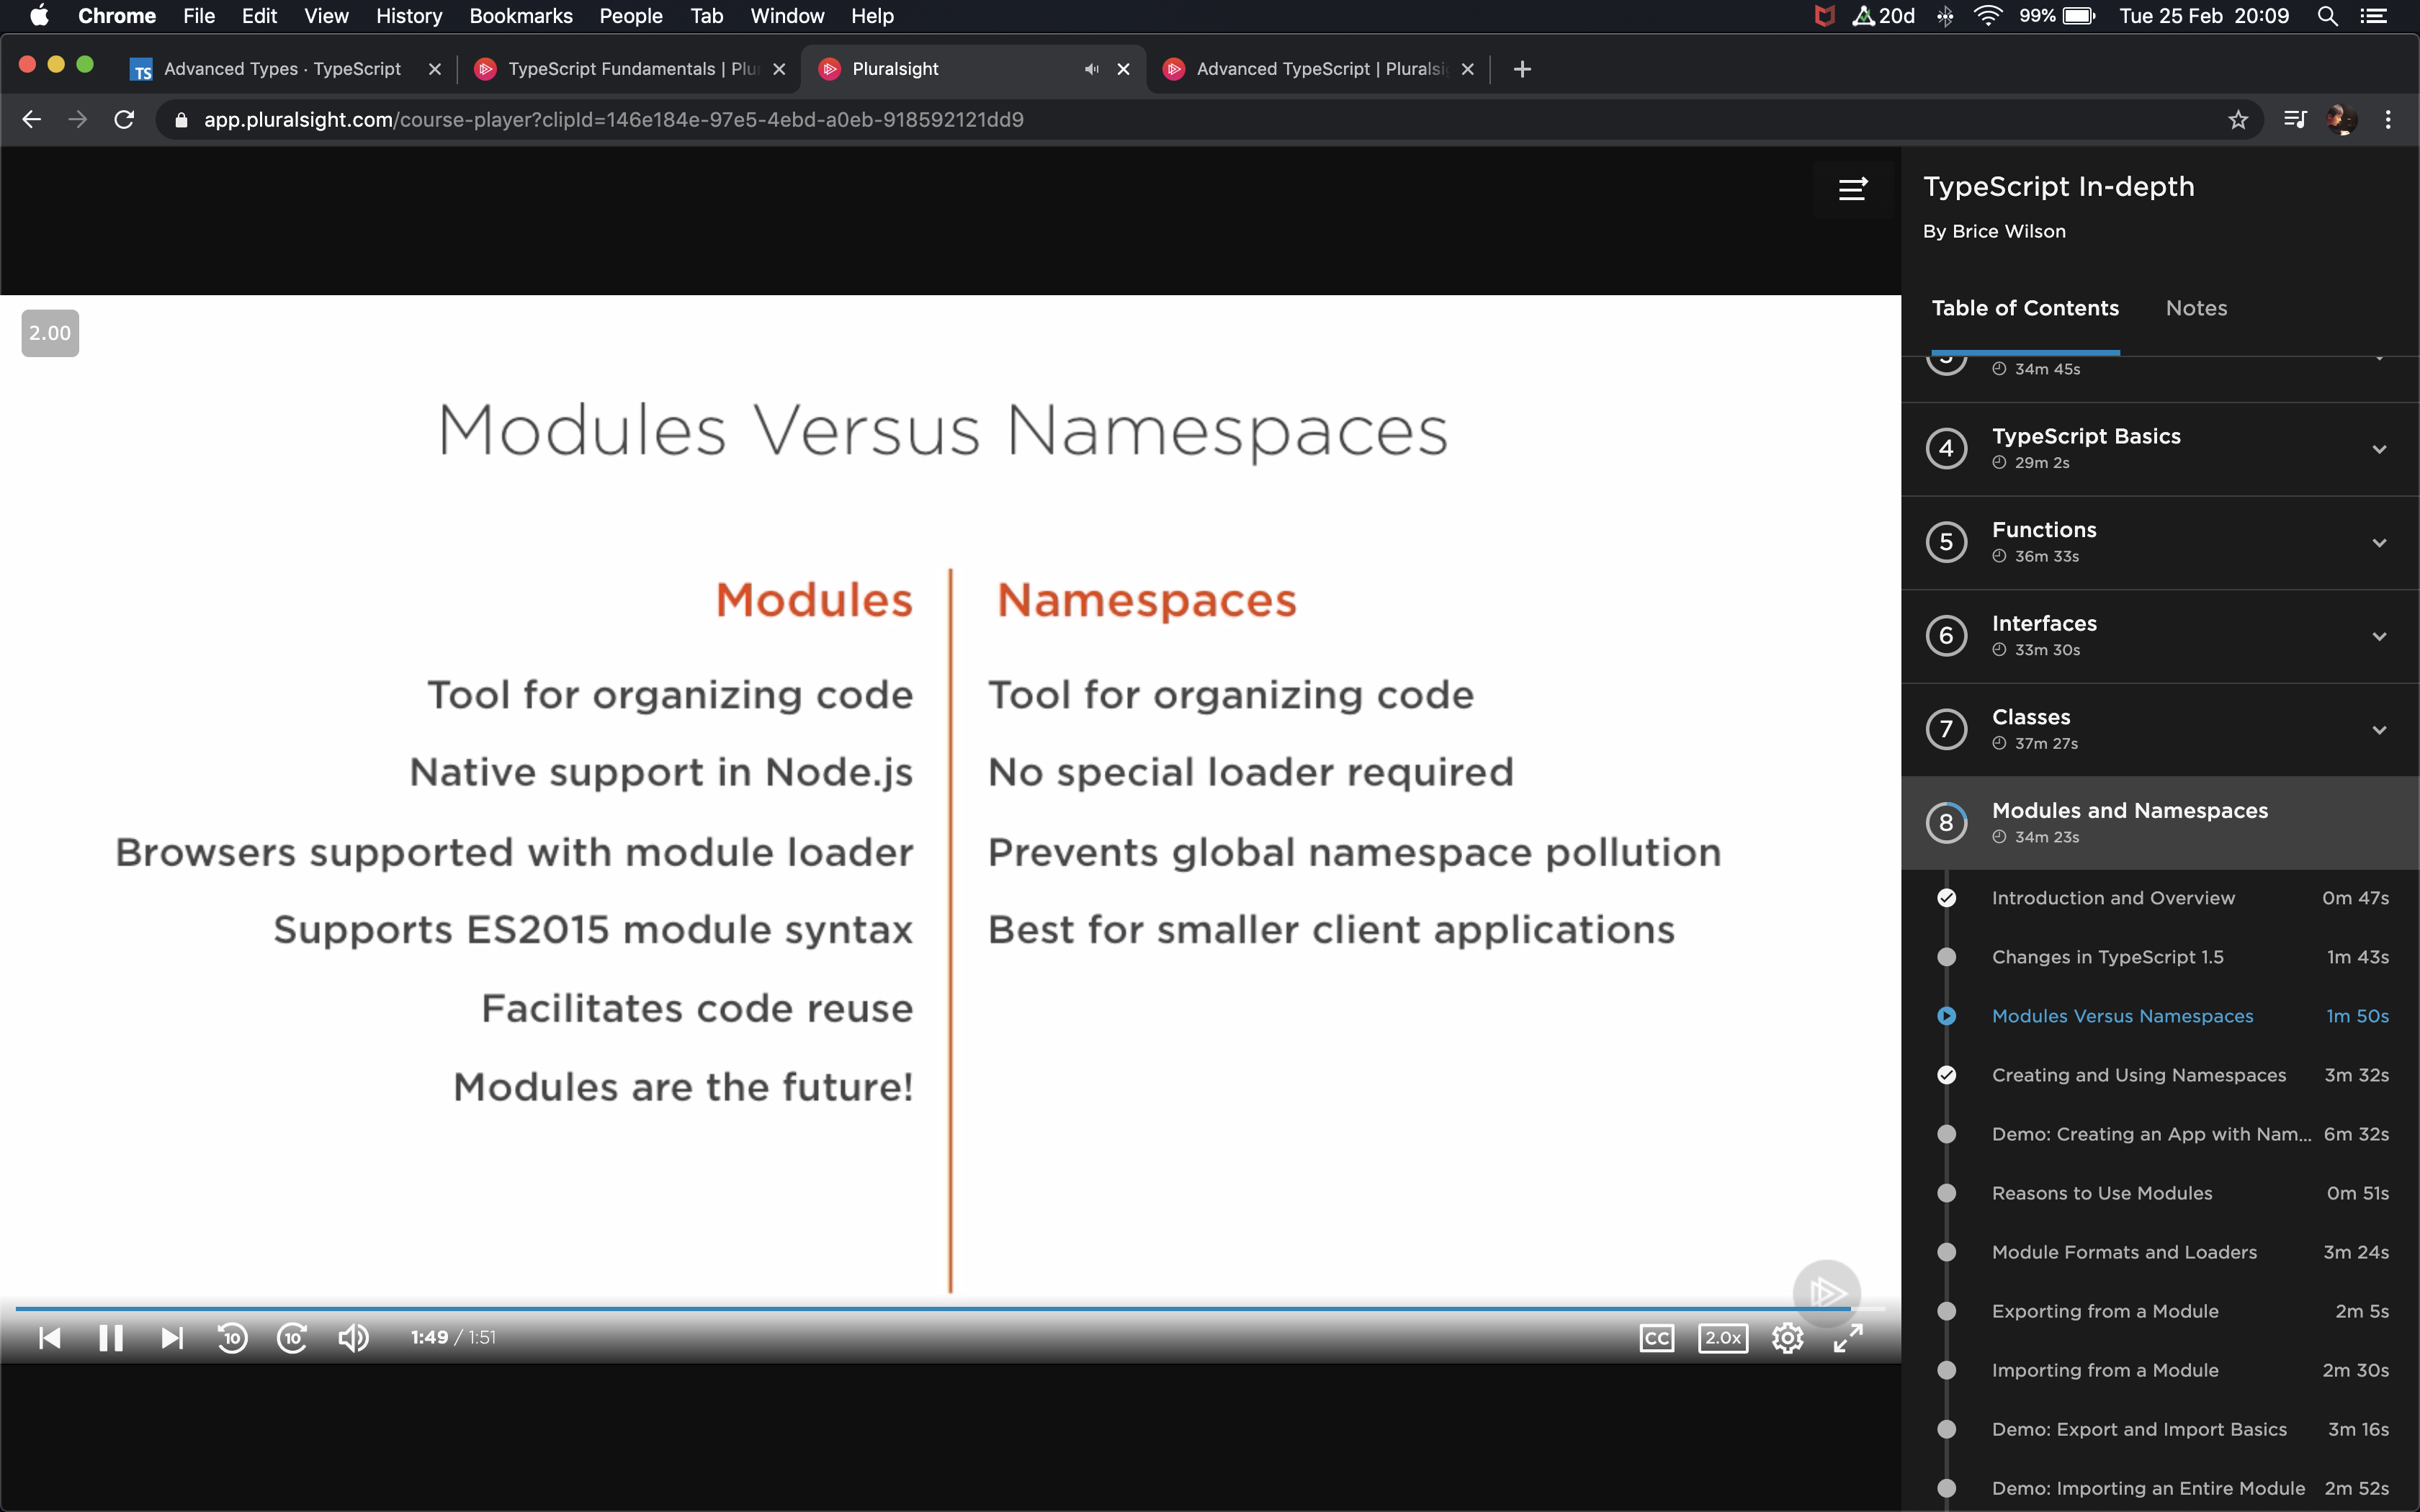 Chrome File Edit View History Bookmarks People Tab Window Help
20d 99% Tue 25 Feb 20:09
TS Advanced Types · TypeScript
TypeScript Fundamentals | Plu
Pluralsight
Advanced TypeScript | Pluralsi
app.pluralsight.com/course-player?clipId=146e184e-97e5-4ebd-a0eb-918592121dd9
2.00
Modules Versus Namespaces
Modules
Tool for organizing code
Native support in Node.js
Browsers supported with module loader
Supports ES2015 module syntax
Facilitates code reuse
Modules are the future!
Namespaces
Tool for organizing code
No special loader required
Prevents global namespace pollution
Best for smaller client applications
10 10 1:49 / 1:51 CC 2.0x
TypeScript In-depth
By Brice Wilson
Table of Contents Notes
34m 45s
4 TypeScript Basics
29m 2s
5 Functions
36m 33s
6 Interfaces
33m 30s
7 Classes
37m 27s
8 Modules and Namespaces
34m 23s
Introduction and Overview 0m 47s
Changes in TypeScript 1.5 1m 43s
Modules Versus Namespaces 1m 50s
Creating and Using Namespaces 3m 32s
Demo: Creating an App with Nam... 6m 32s
Reasons to Use Modules 0m 51s
Module Formats and Loaders 3m 24s
Exporting from a Module 2m 5s
Importing from a Module 2m 30s
Demo: Export and Import Basics 3m 16s
Demo: Importing an Entire Module 2m 52s